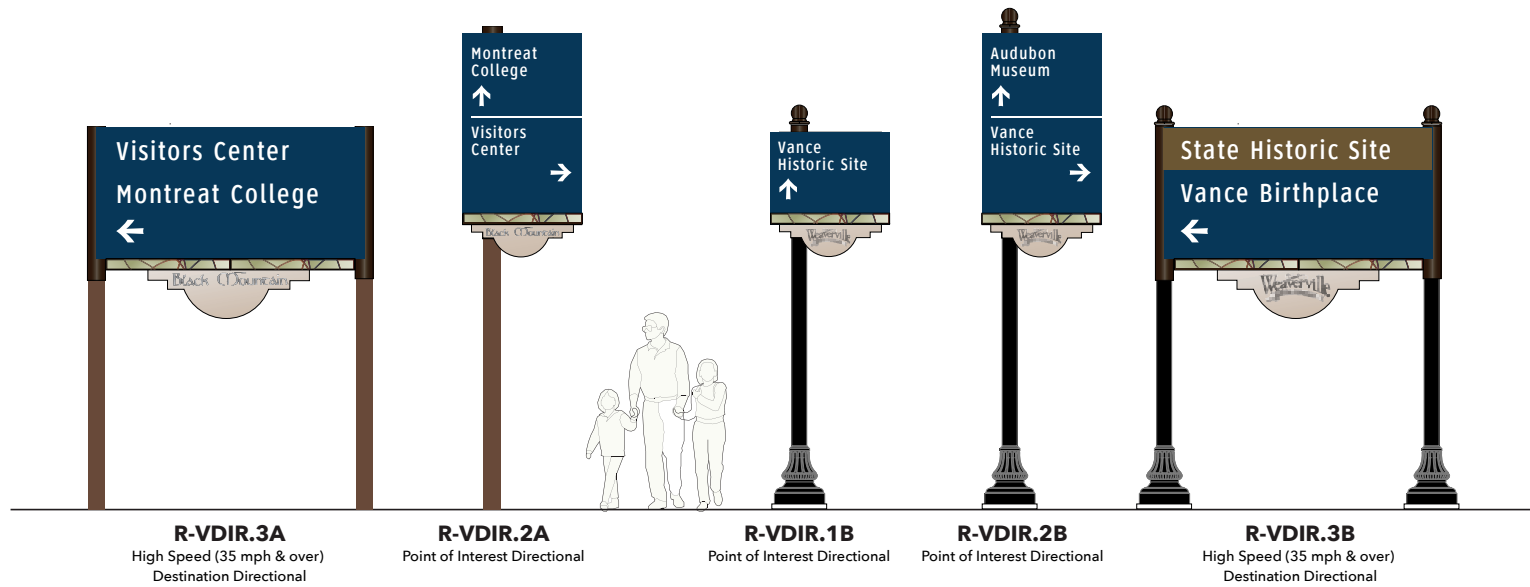 Visitors Center
Montreat College
Black Mountain
R-VDIR.3A
High Speed (35 mph & over)
Destination Directional
Montreat
College
Visitors
Center
Black Mountain
R-VDIR.2A
Point of Interest Directional
Vance
Historic Site
Weaverville
R-VDIR.1B
Point of Interest Directional
Audubon
Museum
Vance
Historic Site
Weaverville
R-VDIR.2B
Point of Interest Directional
State Historic Site
Vance Birthplace
Weaverville
R-VDIR.3B
High Speed (35 mph & over)
Destination Directional